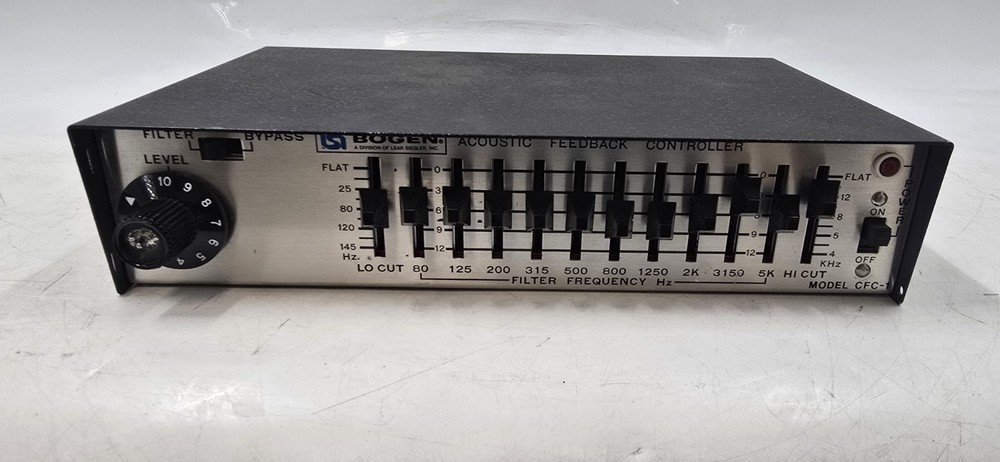 FILTER BYPASS
LEVEL
10 9 8 7 6 5 4
BOGEN®
A DIVISION OF LEAR SIEGLER, INC.
ACOUSTIC FEEDBACK CONTROLLER
FLAT
25
80
120
145
Hz.
0
3
6
9
12
0
9
12
FLAT
12
8
5
4
KHz
LO CUT 80 125 200 315 500 800 1250 2K 3150 5K HI CUT
FILTER FREQUENCY Hz
POWER
ON
OFF
MODEL CFC-